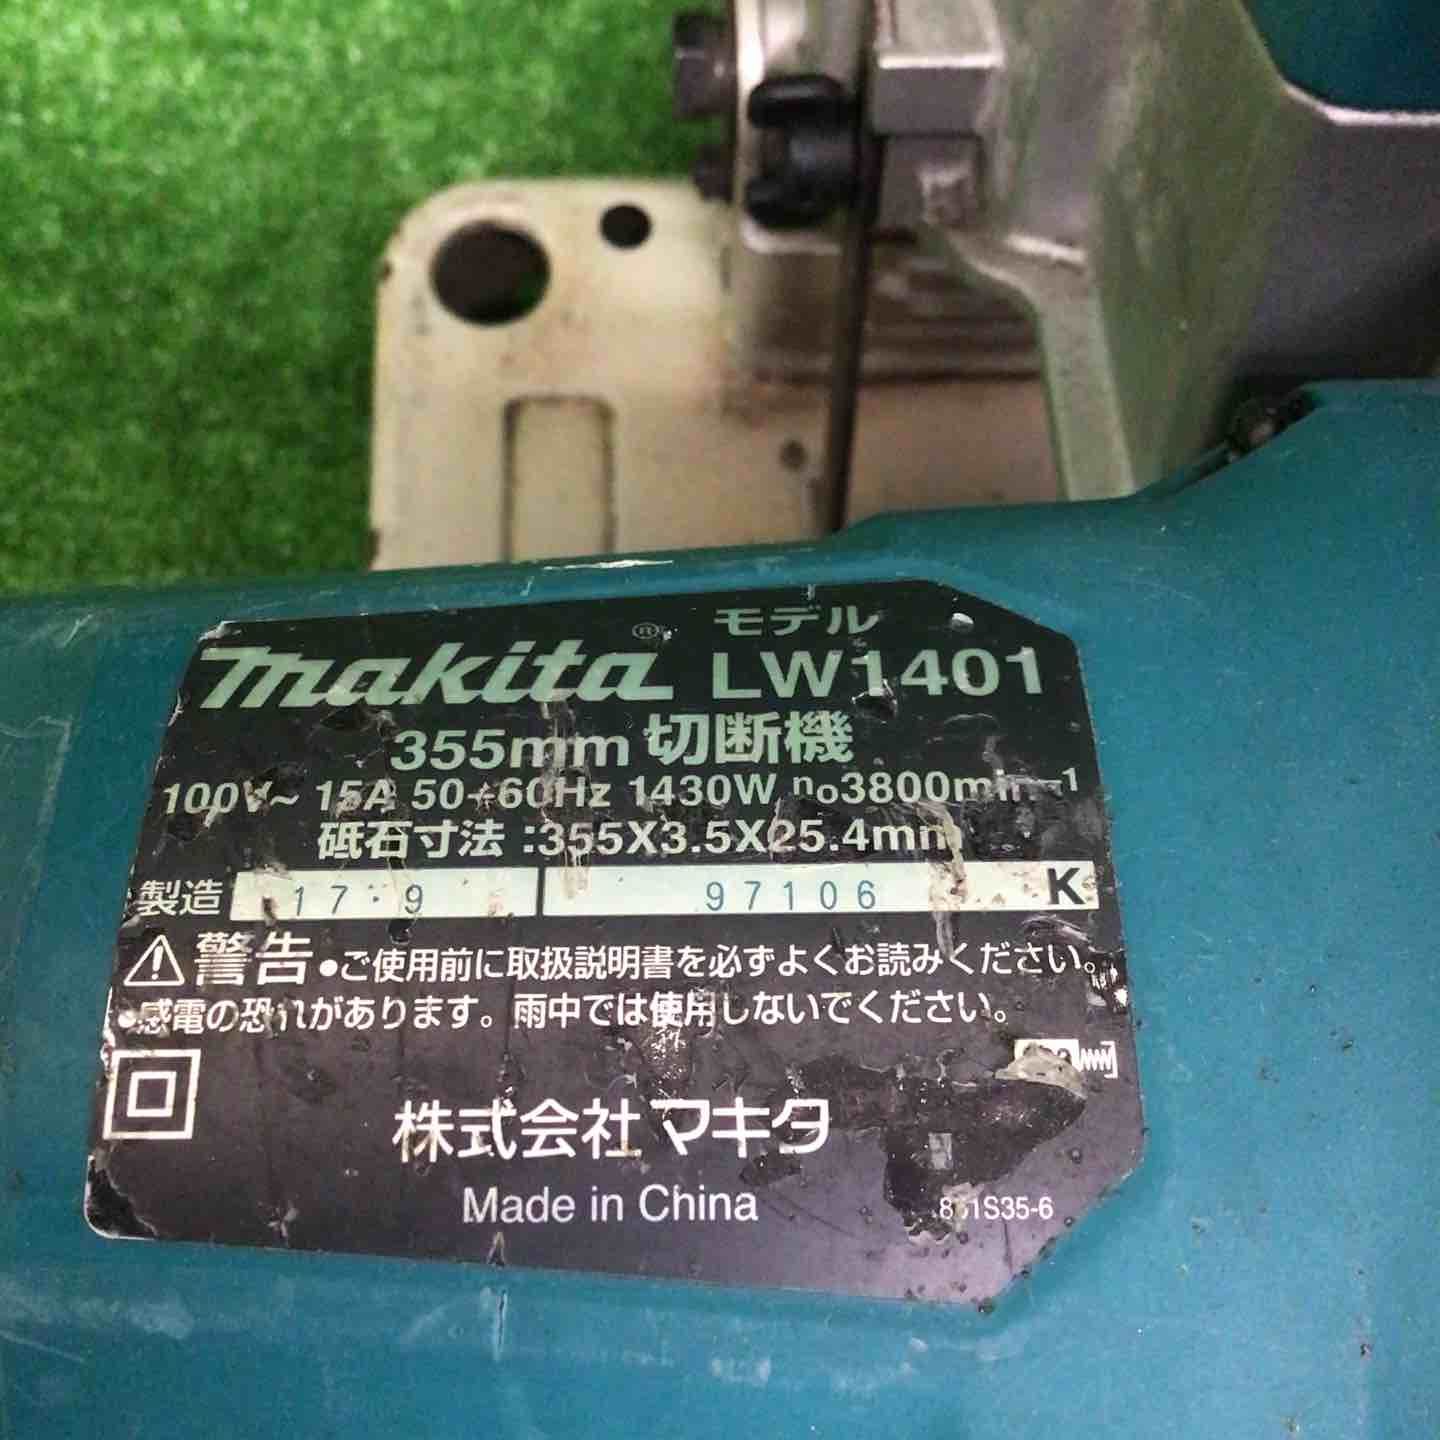 モデル
makita® LW1401
355mm 切断機
100V~ 15A 50-60Hz 1430W n₀3800min⁻¹
砥石寸法:355X3.5X25.4mm
製造 17・9 97106 K
⚠警告 ●ご使用前に取扱説明書を必ずよくお読みください。
●感電の恐れがあります。雨中では使用しないでください。
株式会社マキタ
Made in China